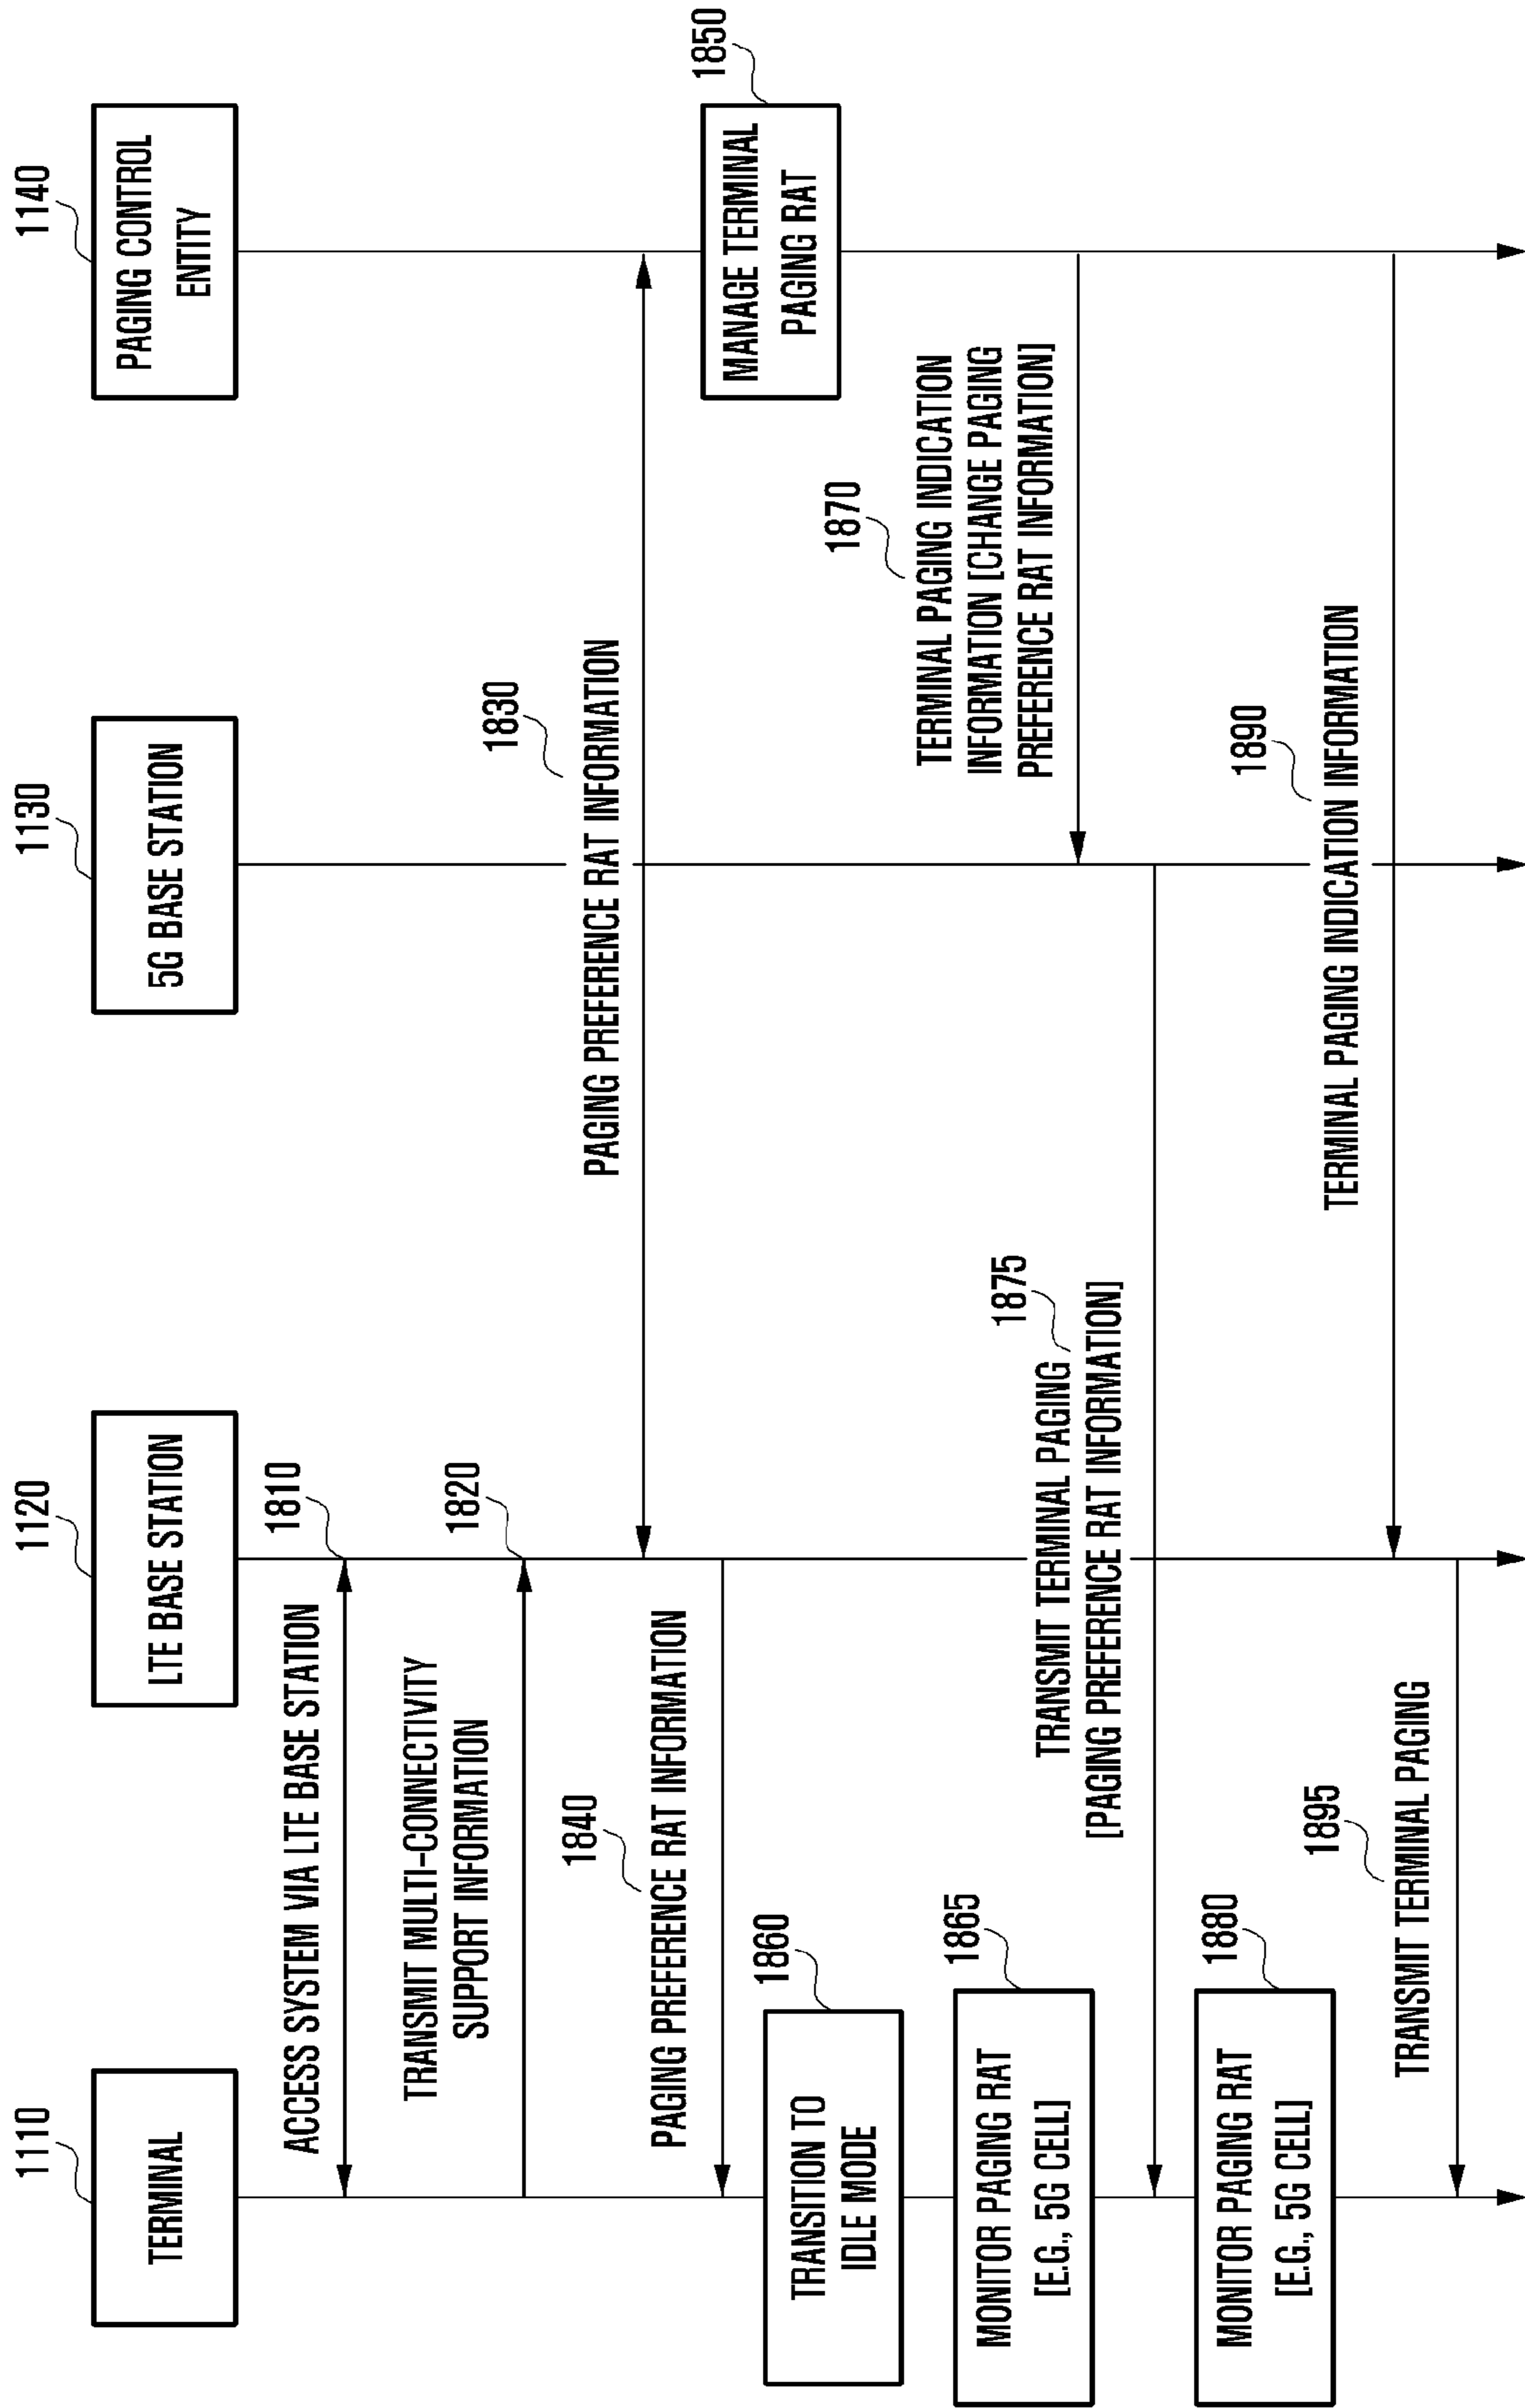 1110
TERMINAL
1120
LTE BASE STATION
1130
5G BASE STATION
1140
PAGING CONTROL
ENTITY
ACCESS SYSTEM VIA LTE BASE STATION
1810
TRANSMIT MULTI-CONNECTIVITY
SUPPORT INFORMATION
1820
PAGING PREFERENCE RAT INFORMATION
1830
1840
PAGING PREFERENCE RAT INFORMATION
MANAGE TERMINAL
PAGING RAT
1850
TRANSITION TO
IDLE MODE
1860
MONITOR PAGING RAT
[E.G., 5G CELL]
1865
1870
TERMINAL PAGING INDICATION
INFORMATION [CHANGE PAGING
PREFERENCE RAT INFORMATION]
1875
TRANSMIT TERMINAL PAGING
[PAGING PREFERENCE RAT INFORMATION]
MONITOR PAGING RAT
[E.G., 5G CELL]
1880
1890
TERMINAL PAGING INDICATION INFORMATION
1895
TRANSMIT TERMINAL PAGING